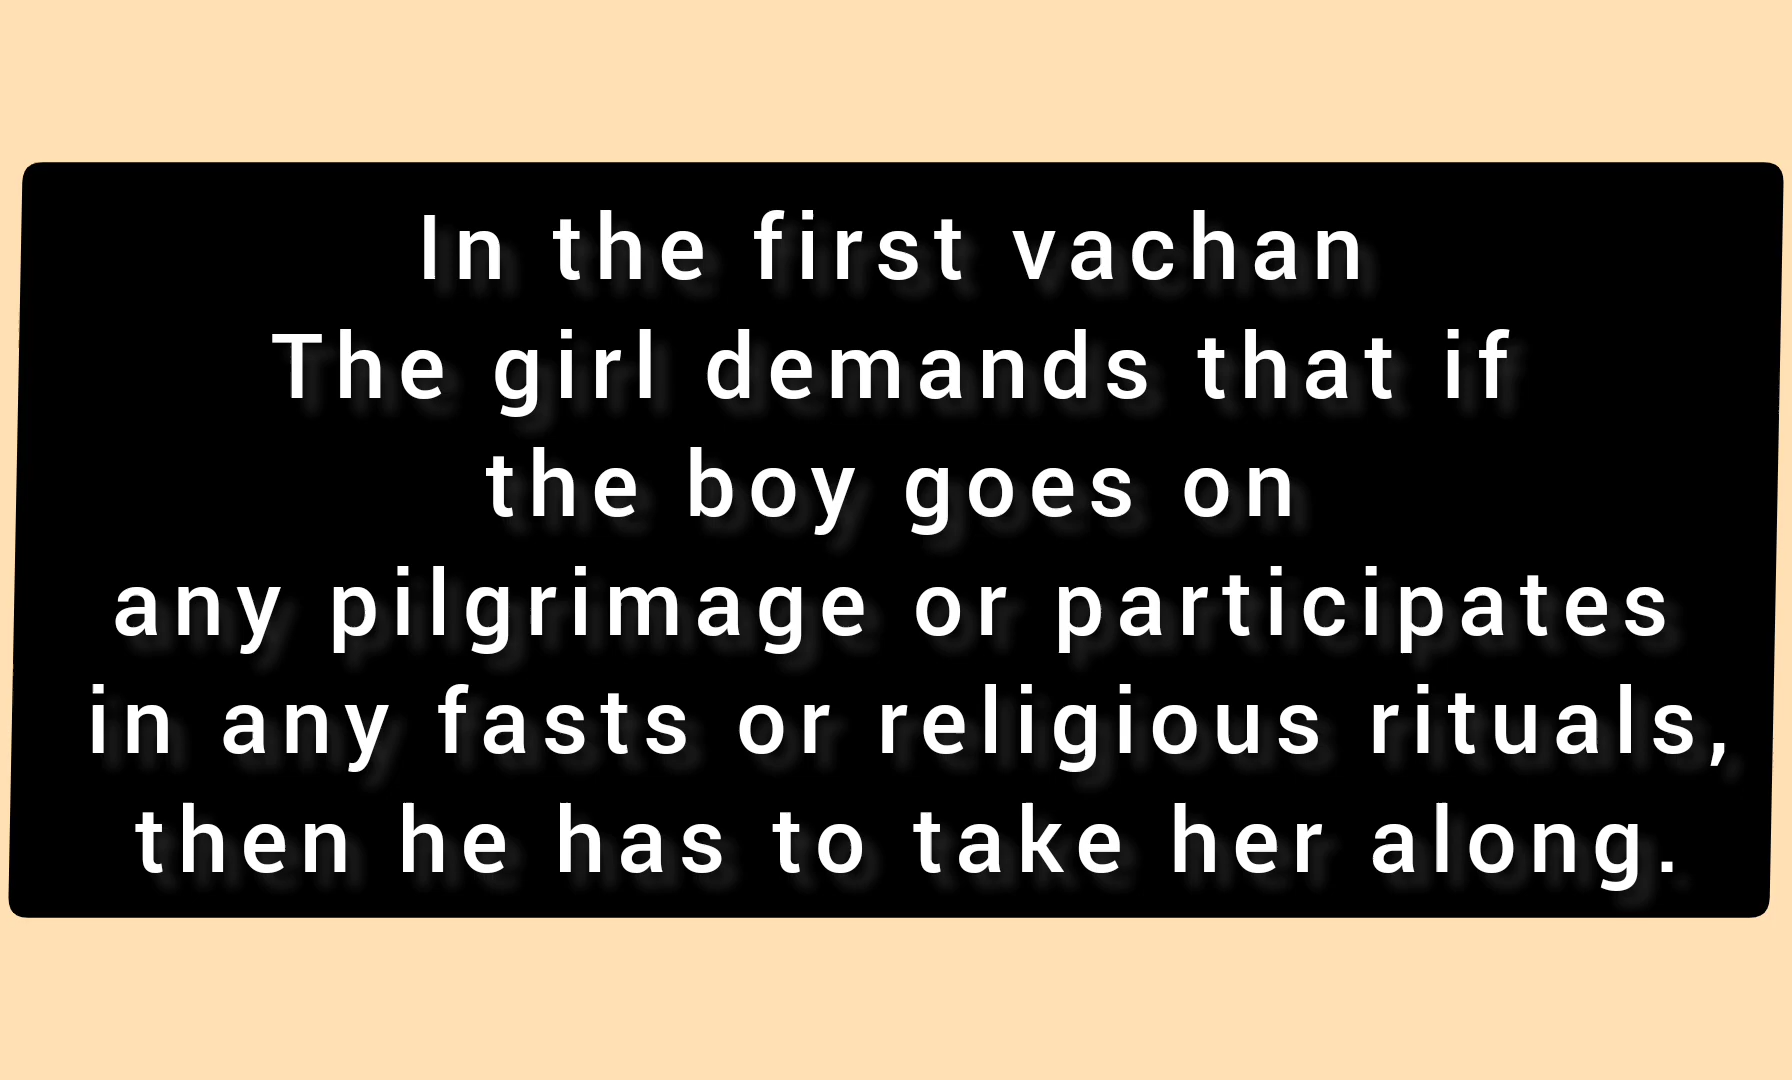 In the first vachan
The girl demands that if
the boy goes on
any pilgrimage or participates
in any fasts or religious rituals,
then he has to take her along.